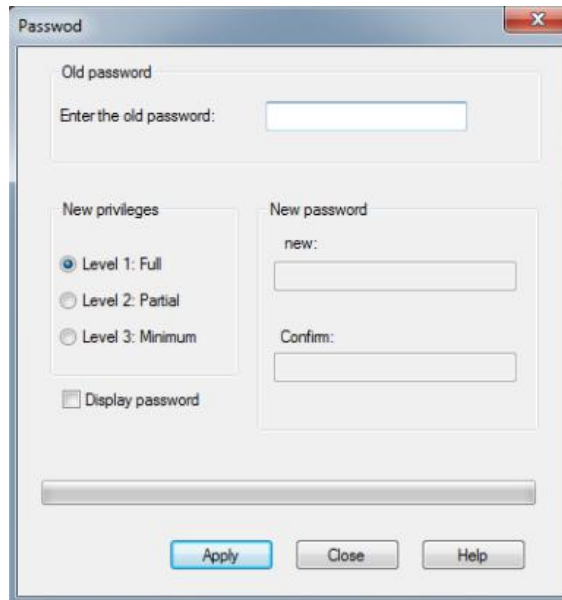 Passwod
Old password
Enter the old password:
New privileges
Level 1: Full
Level 2: Partial
Level 3: Minimum
Display password
New password
new:
Confirm:
Apply
Close
Help